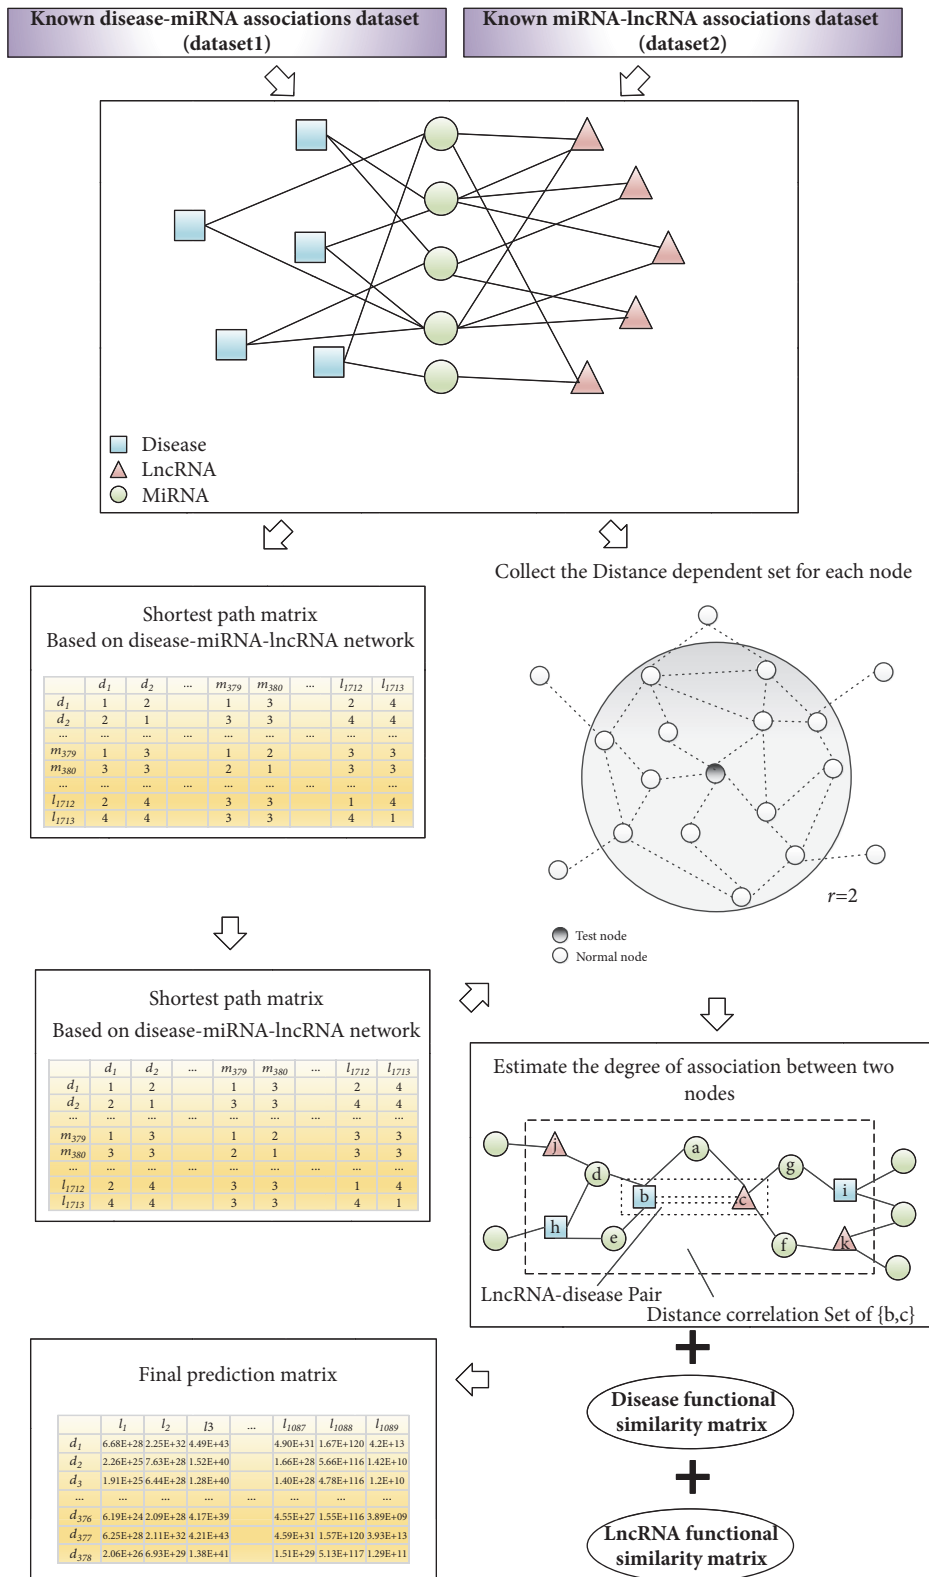 Known disease-miRNA associations dataset
(dataset1)
Known miRNA-lncRNA associations dataset
(dataset2)
Disease
LncRNA
MiRNA
Shortest path matrix
Based on disease-miRNA-lncRNA network
d1 d2 ... m379 m380 ... l1712 l1713
d1 1 2 1 3 2 4
d2 2 1 3 3 4 4
... ... ... ... ... ... ... ...
m379 1 3 1 2 3 3
m380 3 3 2 1 3 3
... ... ... ... ... ... ... ...
l1712 2 4 3 3 1 4
l1713 4 4 3 3 4 1
Collect the Distance dependent set for each node
r=2
Test node
Normal node
Shortest path matrix
Based on disease-miRNA-lncRNA network
d1 d2 ... m379 m380 ... l1712 l1713
d1 1 2 1 3 2 4
d2 2 1 3 3 4 4
... ... ... ... ... ... ... ...
m379 1 3 1 2 3 3
m380 3 3 2 1 3 3
... ... ... ... ... ... ... ...
l1712 2 4 3 3 1 4
l1713 4 4 3 3 4 1
Estimate the degree of association between two
nodes
j a
d g
b c i
h e f k
LncRNA-disease Pair
Distance correlation Set of {b,c}
+
Disease functional
similarity matrix
+
LncRNA functional
similarity matrix
Final prediction matrix
l1 l2 l3 ... l1087 l1088 l1089
d1 6.68E+28 2.25E+32 4.49E+43 4.90E+31 1.67E+120 4.2E+13
d2 2.26E+25 7.63E+28 1.52E+40 1.66E+28 5.66E+116 1.42E+10
d3 1.91E+25 6.44E+28 1.28E+40 1.40E+28 4.78E+116 1.2E+10
... ... ... ... ... ... ... ...
d376 6.19E+24 2.09E+28 4.17E+39 4.55E+27 1.55E+116 3.89E+09
d377 6.25E+28 2.11E+32 4.21E+43 4.59E+31 1.57E+120 3.93E+13
d378 2.06E+26 6.93E+29 1.38E+41 1.51E+29 5.13E+117 1.29E+11